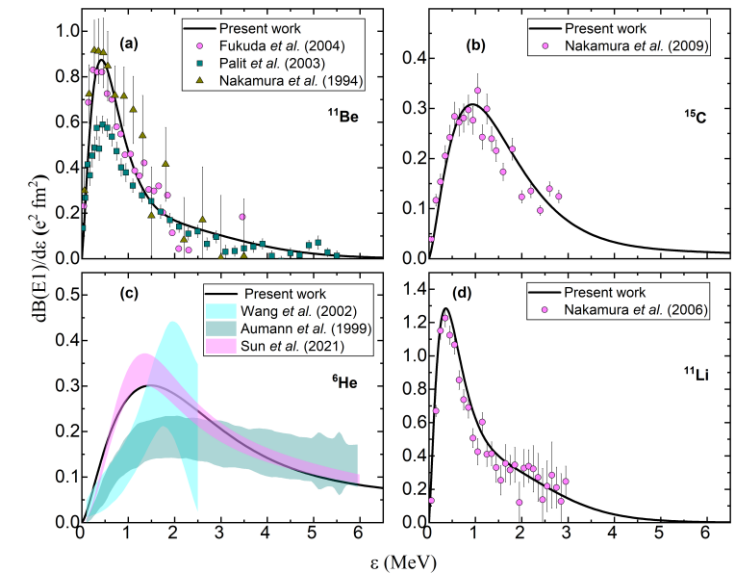 1.0
0.8
0.6
0.4
0.2
0.0
(a)
Present work
Fukuda et al. (2004)
Palit et al. (2003)
Nakamura et al. (1994)
¹¹Be
0.5
0.4
0.3
0.2
0.1
0.0
(b)
Present work
Nakamura et al. (2009)
¹⁵C
dB(E1)/dε (e² fm²)
0.5
0.4
0.3
0.2
0.1
0.0
(c)
Present work
Wang et al. (2002)
Aumann et al. (1999)
Sun et al. (2021)
⁶He
0 1 2 3 4 5 6
1.4
1.2
1.0
0.8
0.6
0.4
0.2
0.0
(d)
Present work
Nakamura et al. (2006)
¹¹Li
0 1 2 3 4 5 6
ε (MeV)